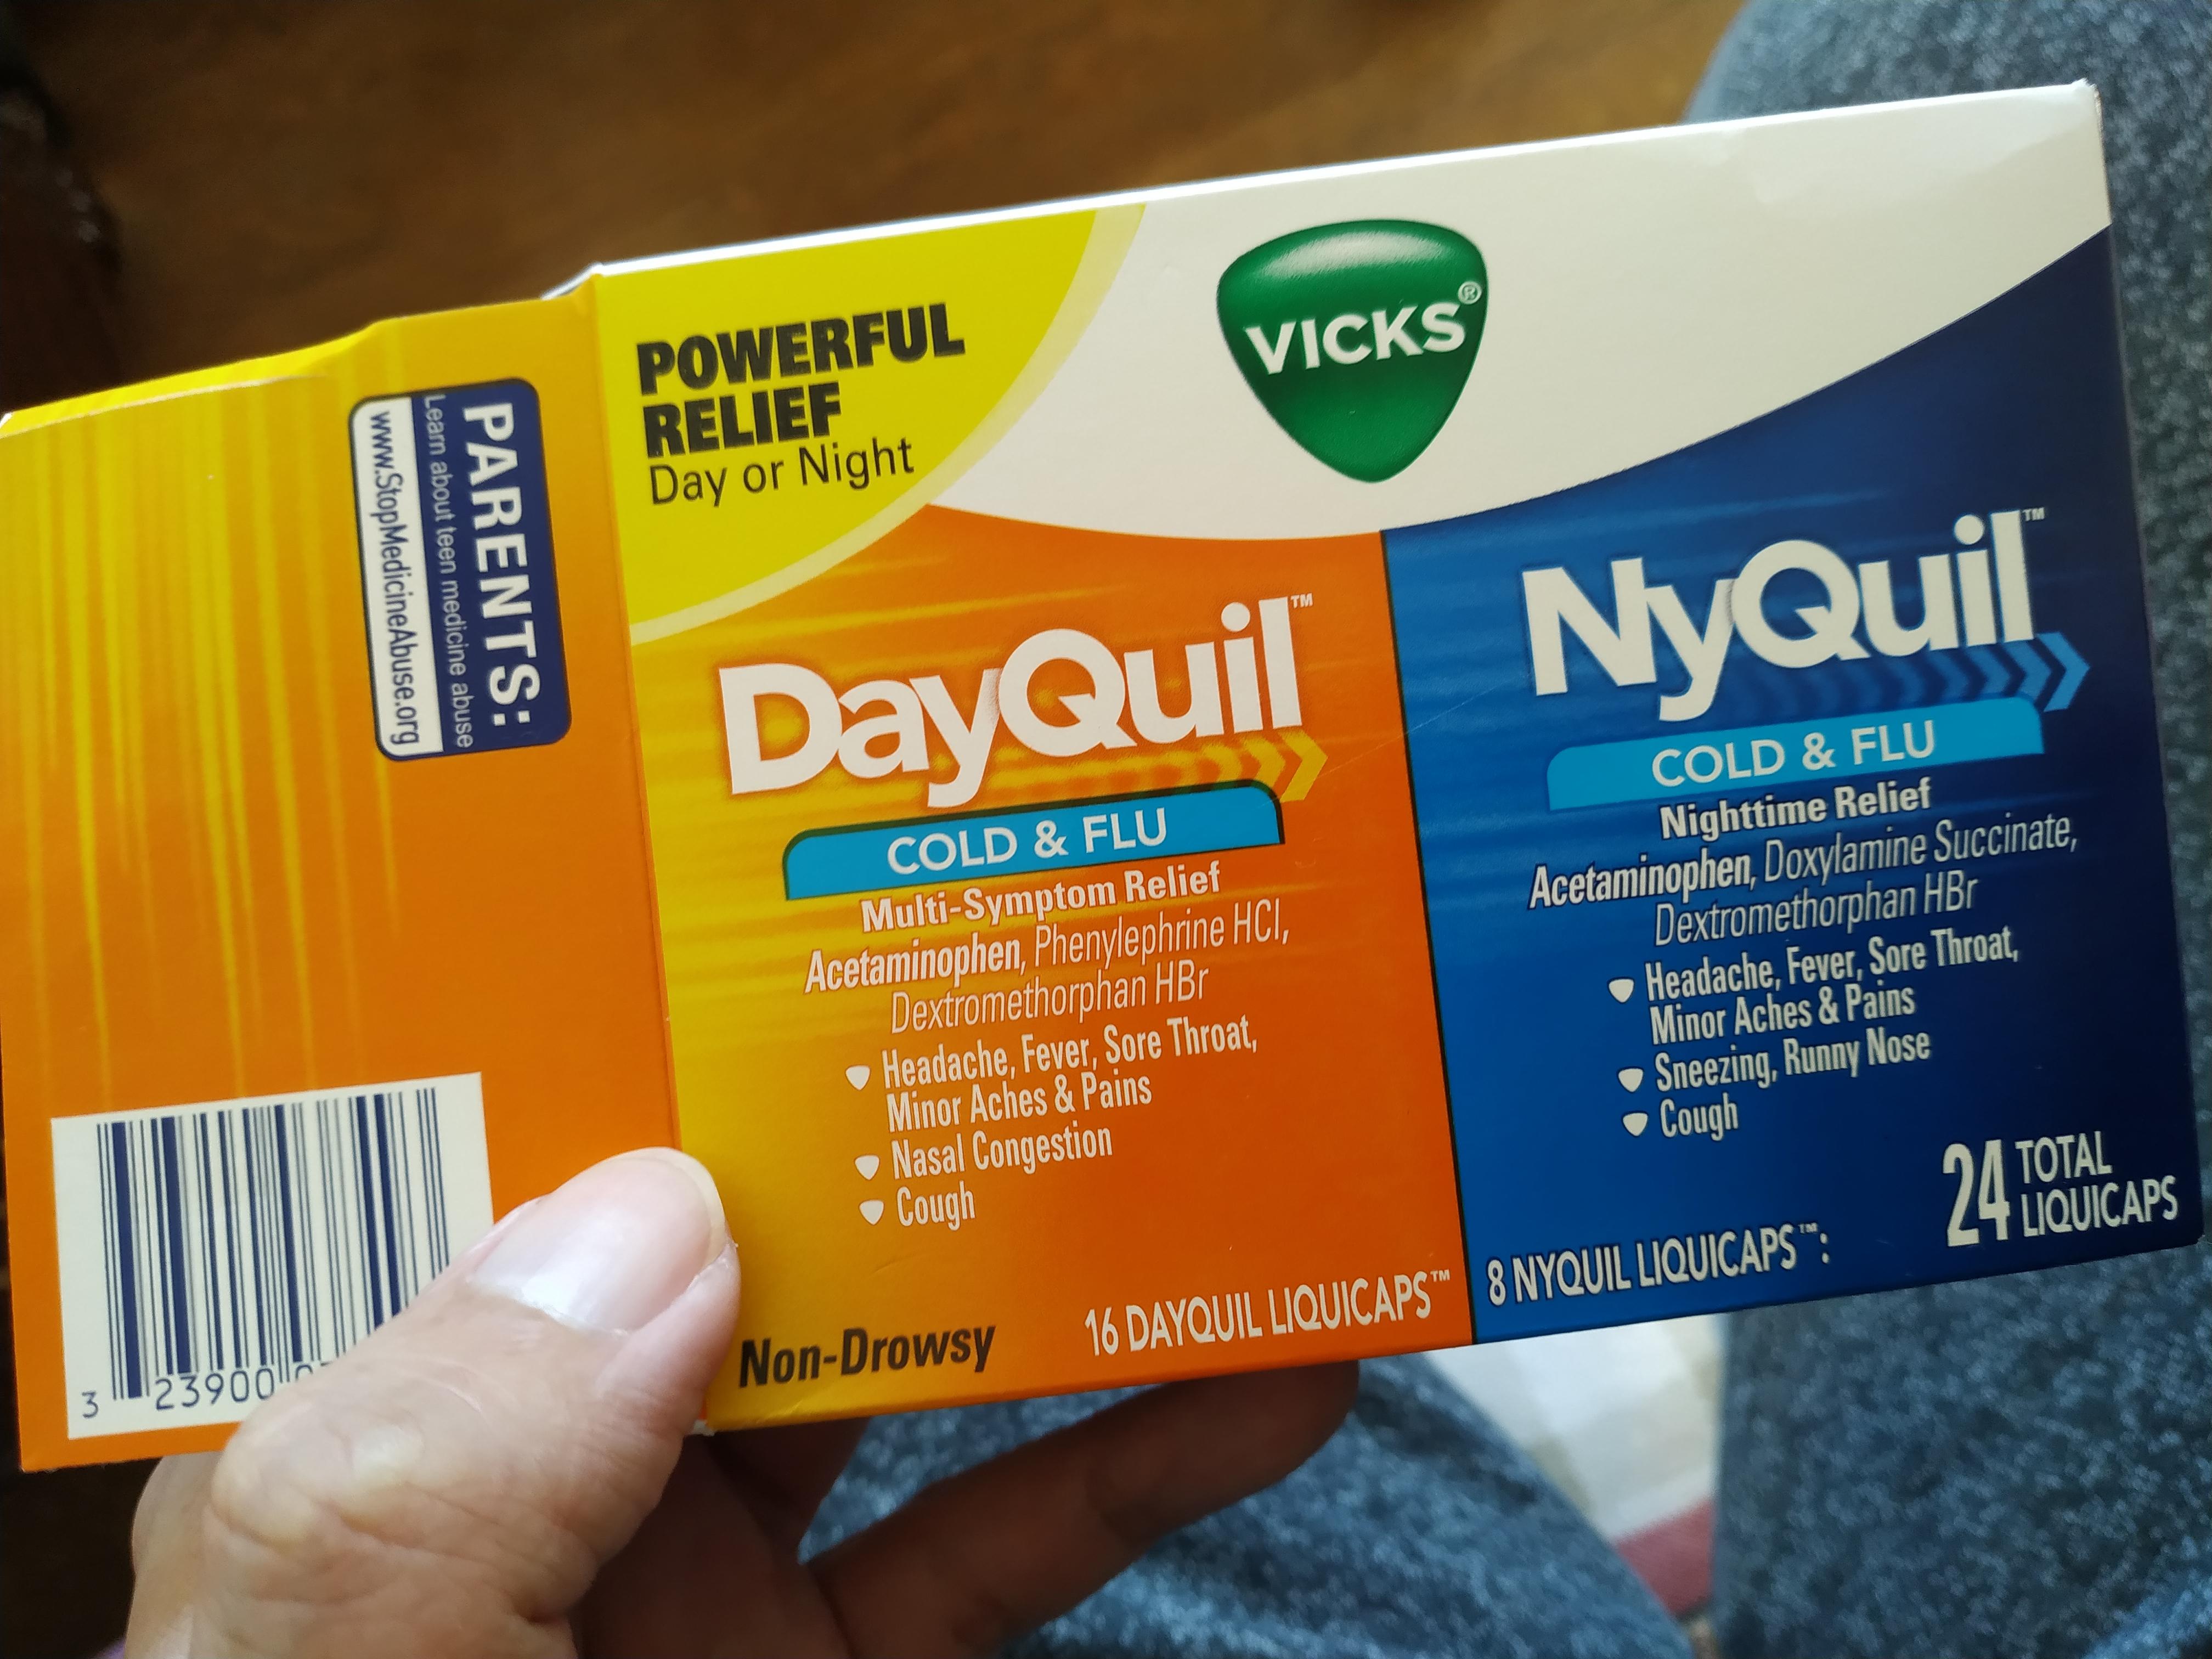 PARENTS:
Learn about teen medicine abuse
www.StopMedicineAbuse.org
3 23900
POWERFUL
RELIEF
Day or Night
VICKS®
DayQuil™
COLD & FLU
Multi-Symptom Relief
Acetaminophen, Phenylephrine HCl,
Dextromethorphan HBr
Headache, Fever, Sore Throat,
Minor Aches & Pains
Nasal Congestion
Cough
Non-Drowsy
16 DAYQUIL LIQUICAPS™
NyQuil™
COLD & FLU
Nighttime Relief
Acetaminophen, Doxylamine Succinate,
Dextromethorphan HBr
Headache, Fever, Sore Throat,
Minor Aches & Pains
Sneezing, Runny Nose
Cough
8 NYQUIL LIQUICAPS™:
24 TOTAL
LIQUICAPS